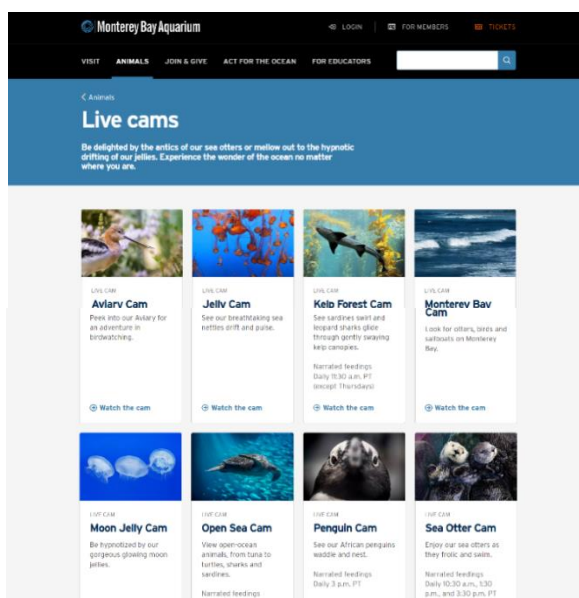 Monterey Bay Aquarium
LOGIN
FOR MEMBERS
TICKETS
VISIT
ANIMALS
JOIN & GIVE
ACT FOR THE OCEAN
FOR EDUCATORS
< Animals
Live cams
Be delighted by the antics of our sea otters or mellow out to the hypnotic
drifting of our jellies. Experience the wonder of the ocean no matter
where you are.
LIVE CAM
Aviary Cam
Peek into our Aviary for
an adventure in
birdwatching.
Watch the cam
LIVE CAM
Jelly Cam
See our breathtaking sea
nettles drift and pulse.
Watch the cam
LIVE CAM
Kelp Forest Cam
See sardines swirl and
leopard sharks glide
through gently swaying
kelp canopies.
Narrated feedings
Daily 11:30 a.m. PT
(except Thursdays)
Watch the cam
LIVE CAM
Monterey Bay
Cam
Look for otters, birds and
sailboats on Monterey
Bay.
Watch the cam
LIVE CAM
Moon Jelly Cam
Be hypnotized by our
gorgeous glowing moon
jellies.
LIVE CAM
Open Sea Cam
View open-ocean
animals, from tuna to
turtles, sharks and
sardines.
Narrated feedings
LIVE CAM
Penguin Cam
See our African penguins
waddle and nest.
Narrated feedings
Daily 3 p.m. PT
LIVE CAM
Sea Otter Cam
Enjoy our sea otters as
they frolic and swim.
Narrated feedings
Daily 10:30 a.m., 1:30
p.m., and 3:30 p.m. PT